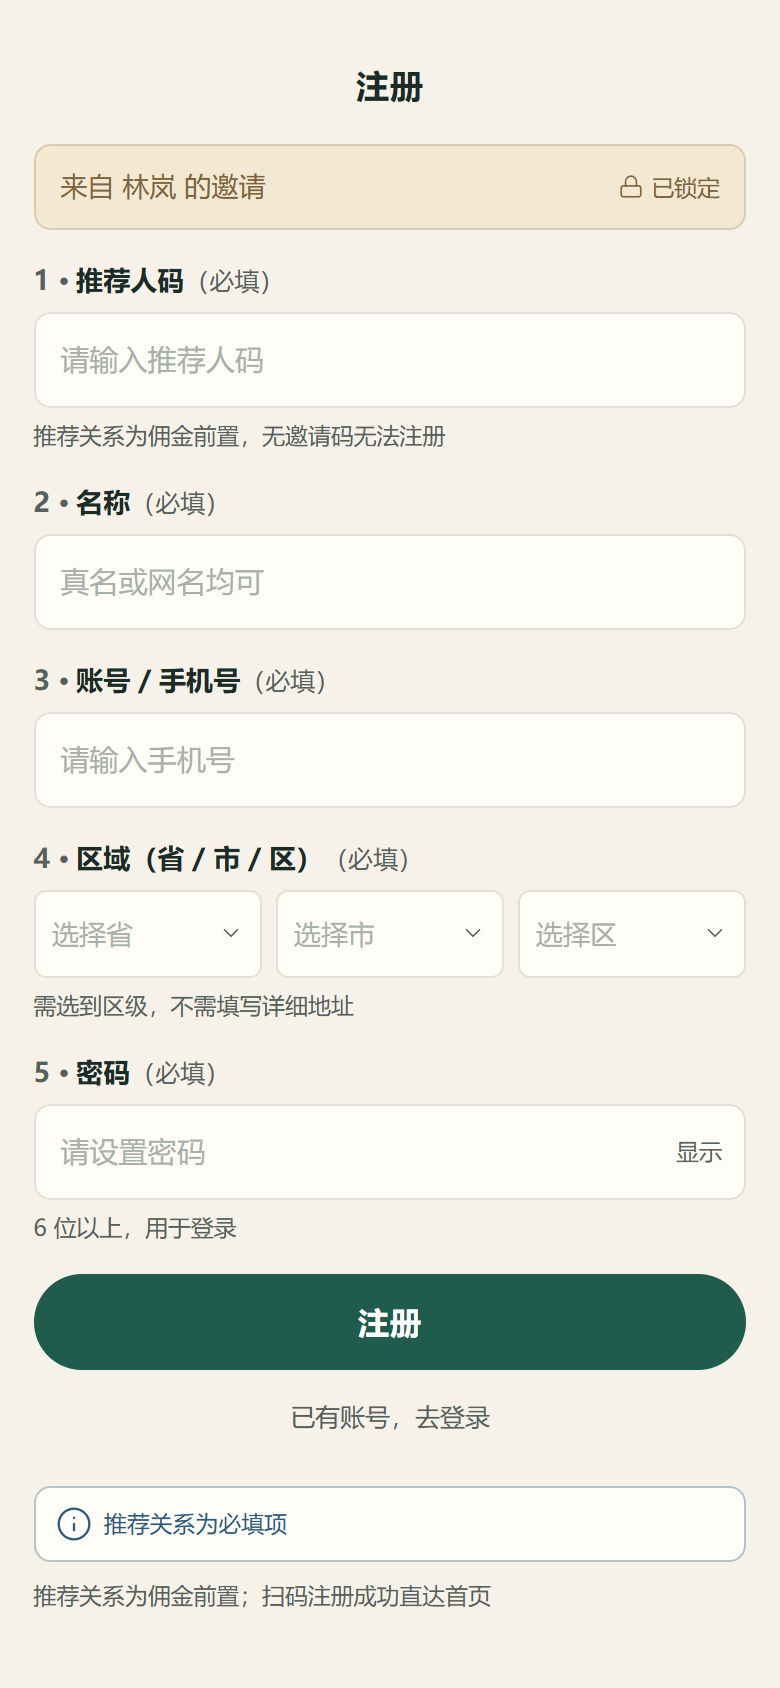 注册
来自 林岚 的邀请 已锁定
1 • 推荐人码（必填）
请输入推荐人码
推荐关系为佣金前置，无邀请码无法注册
2 • 名称（必填）
真名或网名均可
3 • 账号 / 手机号（必填）
请输入手机号
4 • 区域（省 / 市 / 区）（必填）
选择省 选择市 选择区
需选到区级，不需填写详细地址
5 • 密码（必填）
请设置密码 显示
6 位以上，用于登录
注册
已有账号，去登录
推荐关系为必填项
推荐关系为佣金前置；扫码注册成功直达首页